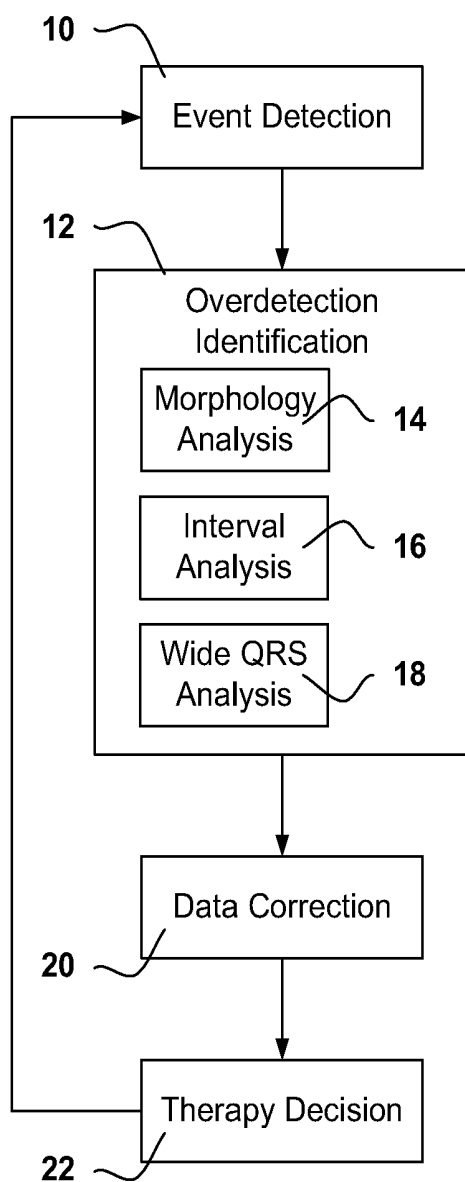 10
Event Detection
12
Overdetection
Identification
Morphology
Analysis
14
Interval
Analysis
16
Wide QRS
Analysis
18
Data Correction
20
Therapy Decision
22